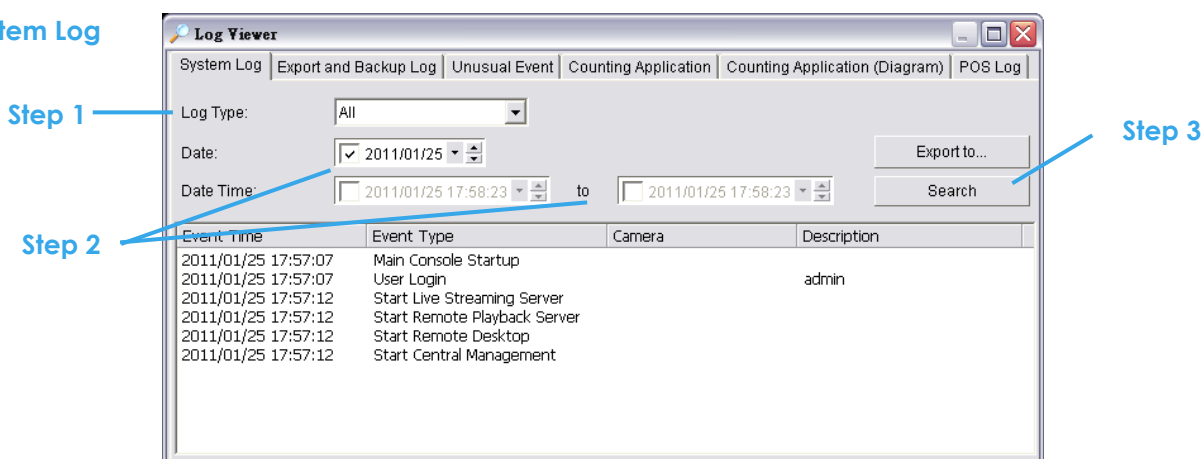 tem Log
Log Viewer
System Log Export and Backup Log Unusual Event Counting Application Counting Application (Diagram) POS Log
Step 1
Log Type: All
Step 3
Date: 2011/01/25 Export to...
Date Time: 2011/01/25 17:58:23 to 2011/01/25 17:58:23 Search
Step 2
Event Time Event Type Camera Description
2011/01/25 17:57:07 Main Console Startup
2011/01/25 17:57:07 User Login admin
2011/01/25 17:57:12 Start Live Streaming Server
2011/01/25 17:57:12 Start Remote Playback Server
2011/01/25 17:57:12 Start Remote Desktop
2011/01/25 17:57:12 Start Central Management